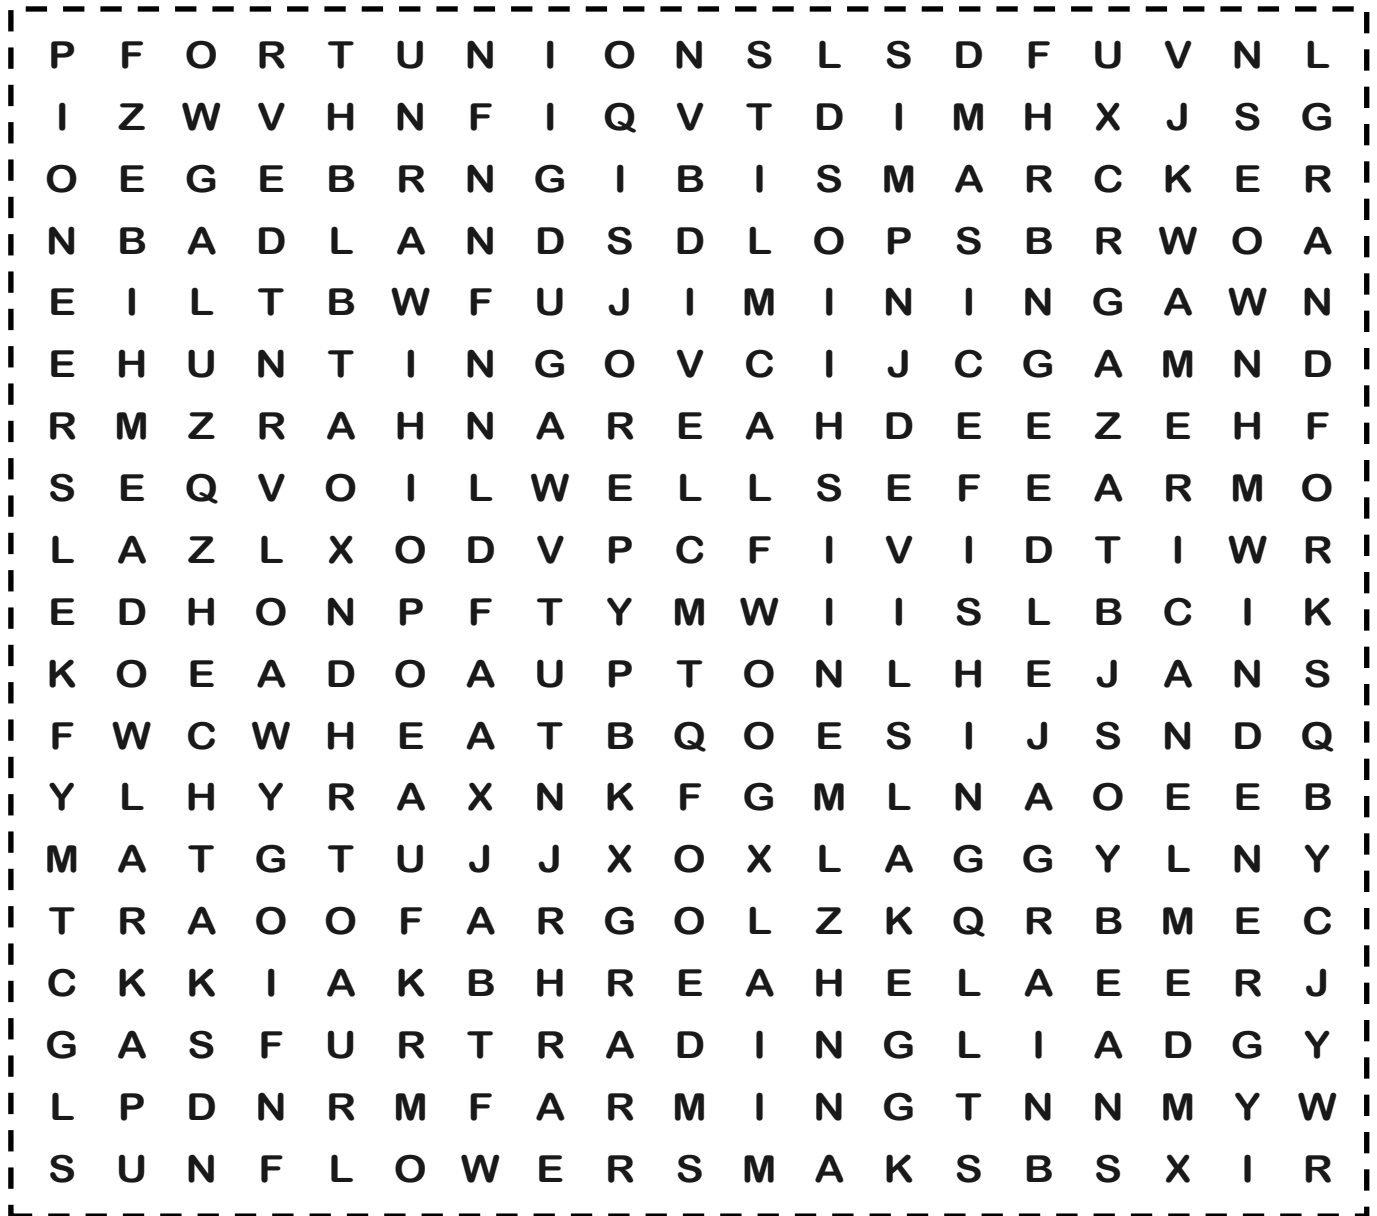 P F O R T U N I O N S L S D F U V N L
I Z W V H N F I Q V T D I M H X J S G
O E G E B R N G I B I S M A R C K E R
N B A D L A N D S D L O P S B R W O A
E I L T B W F U J I M I N I N G A W N
E H U N T I N G O V C I J C G A M N D
R M Z R A H N A R E A H D E E Z E H F
S E Q V O I L W E L L S E F E A R M O
L A Z L X O D V P C F I V I D T I W R
E D H O N P F T Y M W I I S L B C I K
K O E A D O A U P T O N L H E J A N S
F W C W H E A T B Q O E S I J S N D Q
Y L H Y R A X N K F G M L N A O E E B
M A T G T U J J X O X L A G G Y L N Y
T R A O O F A R G O L Z K Q R B M E C
C K K I A K B H R E A H E L A E E R J
G A S F U R T R A D I N G L I A D G Y
L P D N R M F A R M I N G T N N M Y W
S U N F L O W E R S M A K S B S X I R